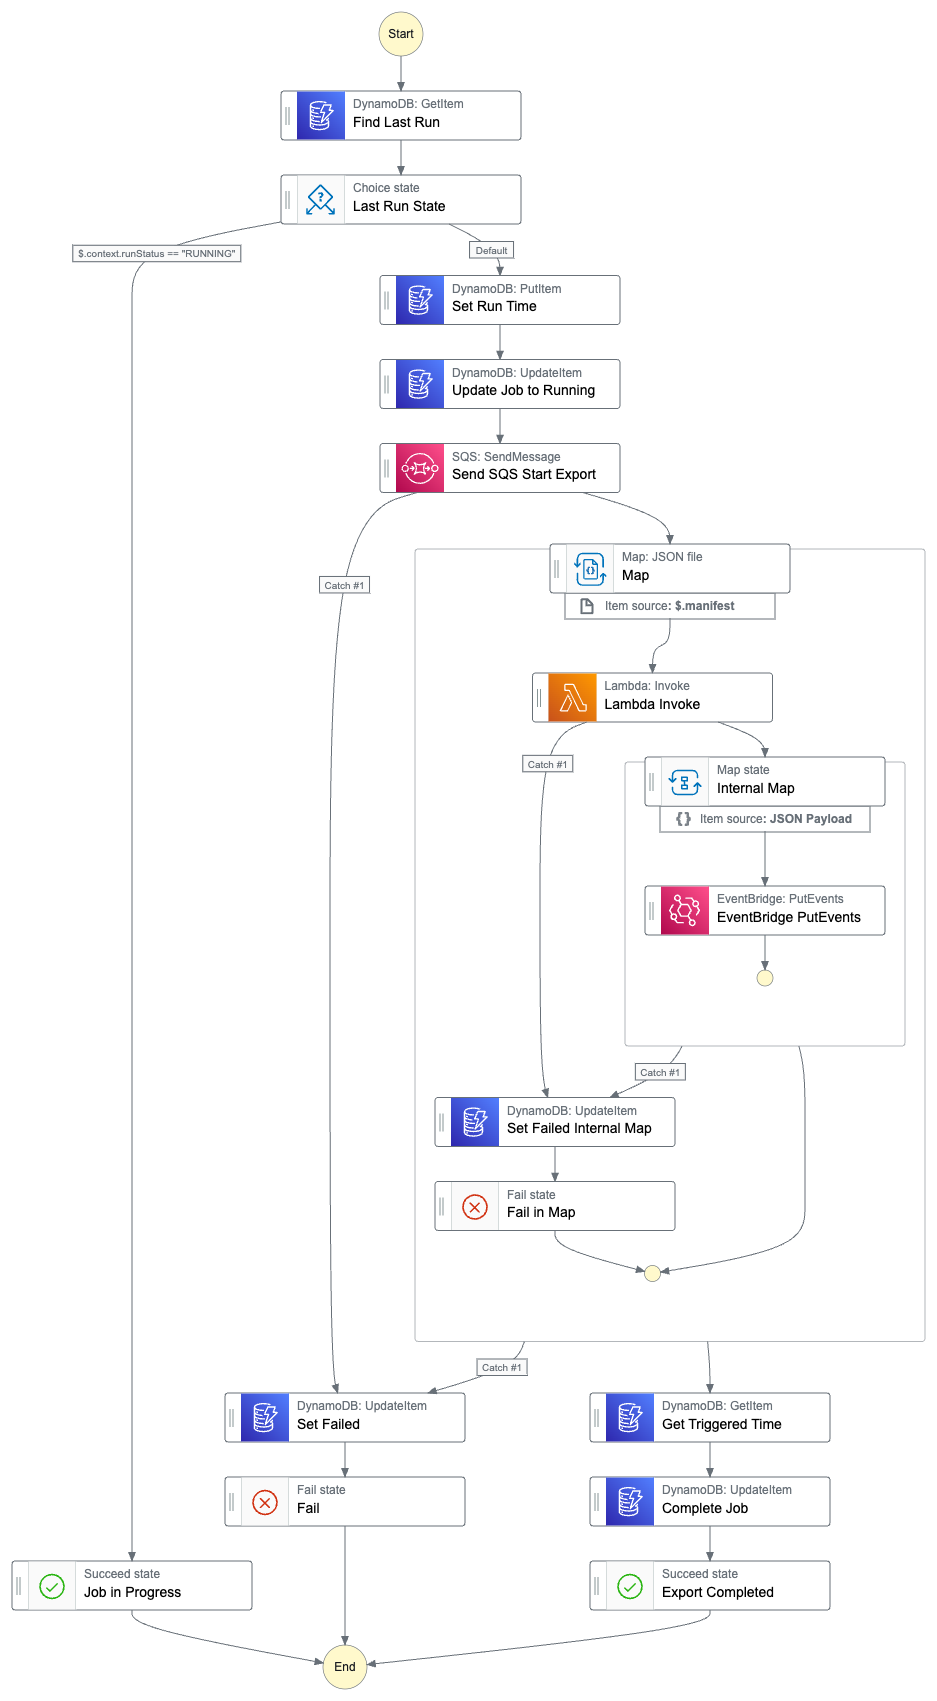 Start
DynamoDB: GetItem
Find Last Run
Choice state
Last Run State
$.context.runStatus == "RUNNING"
Default
DynamoDB: PutItem
Set Run Time
DynamoDB: UpdateItem
Update Job to Running
SQS: SendMessage
Send SQS Start Export
Catch #1
Map: JSON file
Map
Item source: $.manifest
Lambda: Invoke
Lambda Invoke
Catch #1
Map state
Internal Map
Item source: JSON Payload
EventBridge: PutEvents
EventBridge PutEvents
Catch #1
DynamoDB: UpdateItem
Set Failed Internal Map
Fail state
Fail in Map
Catch #1
DynamoDB: UpdateItem
Set Failed
DynamoDB: GetItem
Get Triggered Time
Fail state
Fail
DynamoDB: UpdateItem
Complete Job
Succeed state
Job in Progress
Succeed state
Export Completed
End